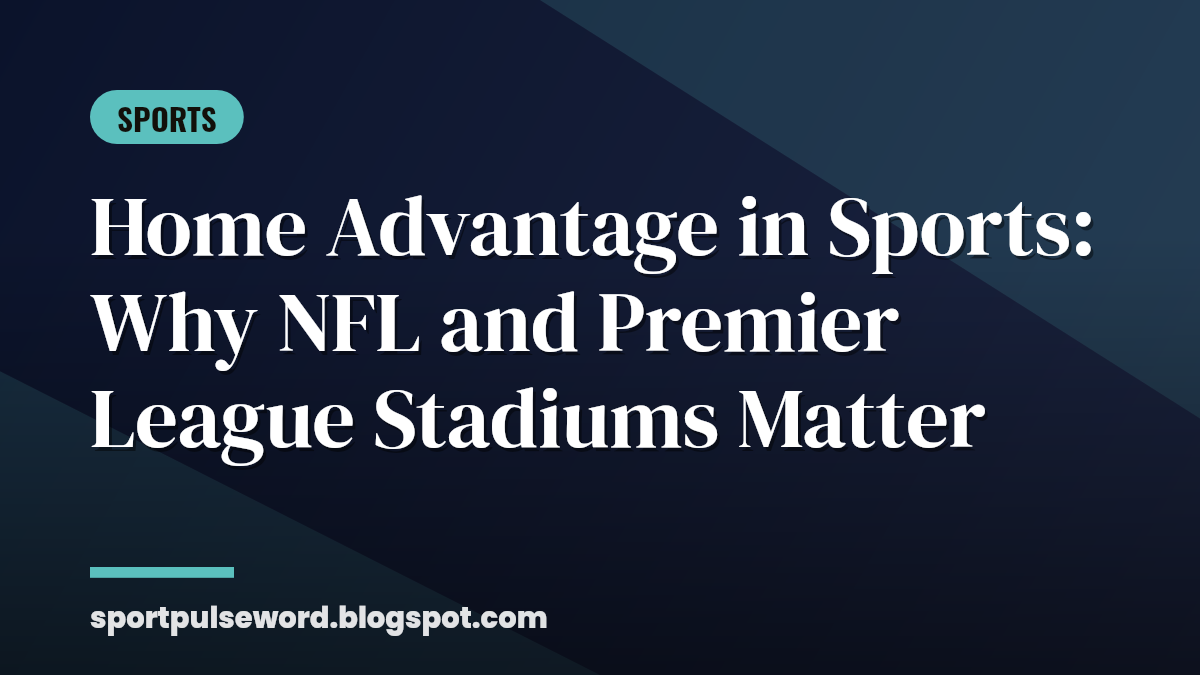 SPORTS
Home Advantage in Sports:
Why NFL and Premier
League Stadiums Matter
sportpulseword.blogspot.com